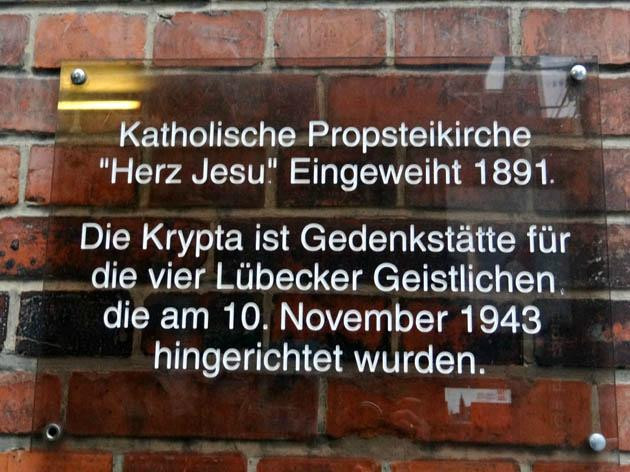 Katholische Propsteikirche
"Herz Jesu" Eingeweiht 1891.
Die Krypta ist Gedenkstätte für
die vier Lübecker Geistlichen,
die am 10. November 1943
hingerichtet wurden.